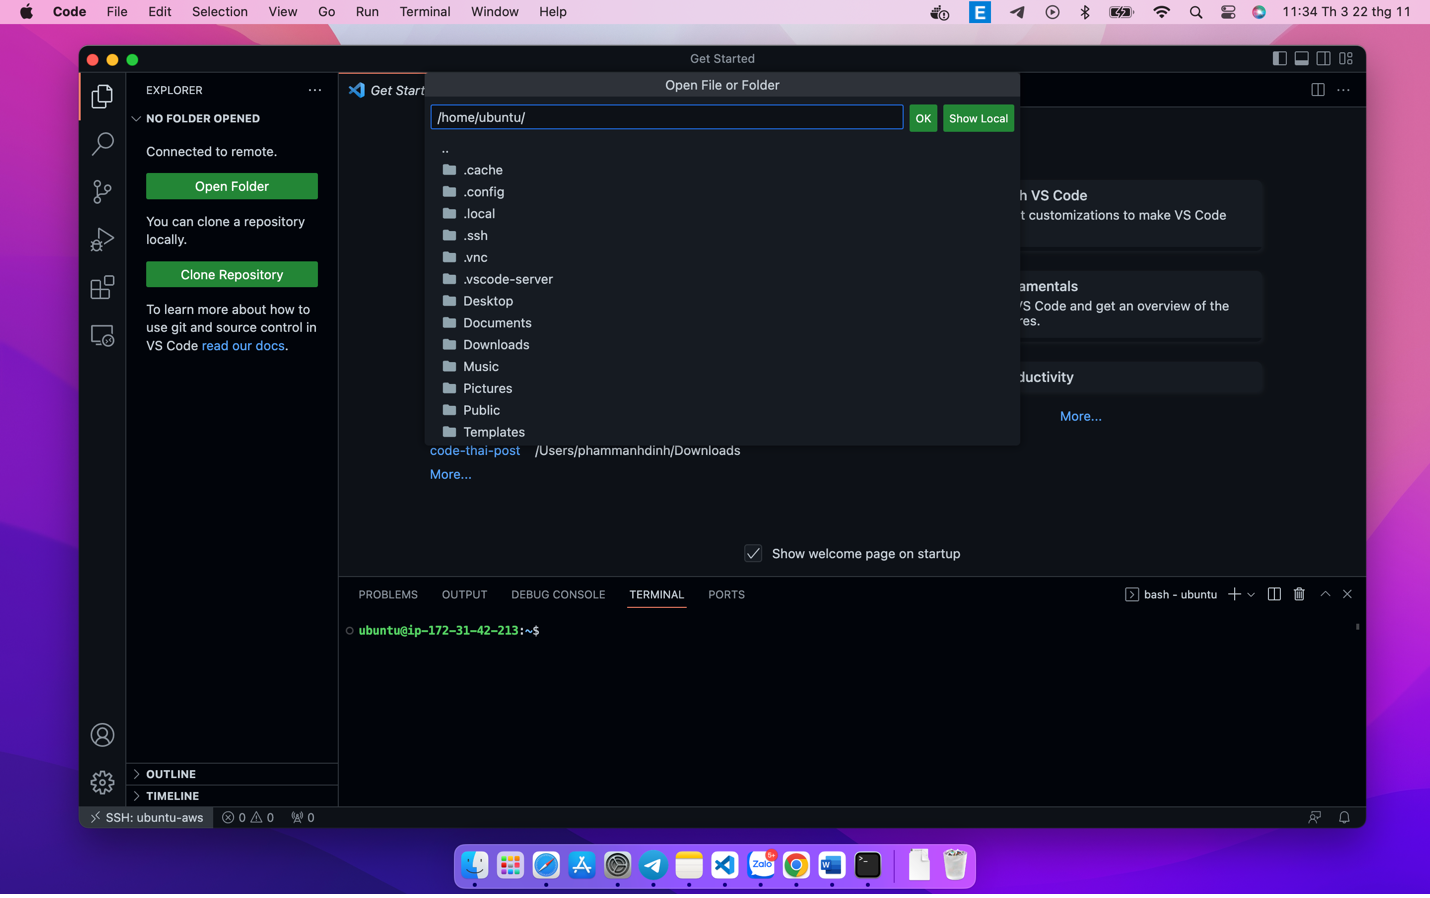 Code File Edit Selection View Go Run Terminal Window Help
E
11:34 Th 3 22 thg 11
Get Started
EXPLORER
NO FOLDER OPENED
Connected to remote.
Open Folder
You can clone a repository
locally.
Clone Repository
To learn more about how to
use git and source control in
VS Code read our docs.
OUTLINE
TIMELINE
Get Start
Open File or Folder
/home/ubuntu/
OK
Show Local
..
.cache
.config
.local
.ssh
.vnc
.vscode-server
Desktop
Documents
Downloads
Music
Pictures
Public
Templates
h VS Code
t customizations to make VS Code
amentals
'S Code and get an overview of the
res.
ductivity
More...
code-thai-post /Users/phammanhdinh/Downloads
More...
Show welcome page on startup
PROBLEMS OUTPUT DEBUG CONSOLE TERMINAL PORTS
bash - ubuntu
ubuntu@ip-172-31-42-213:~$
SSH: ubuntu-aws 0 0 0
Zalo
5+
W
>_